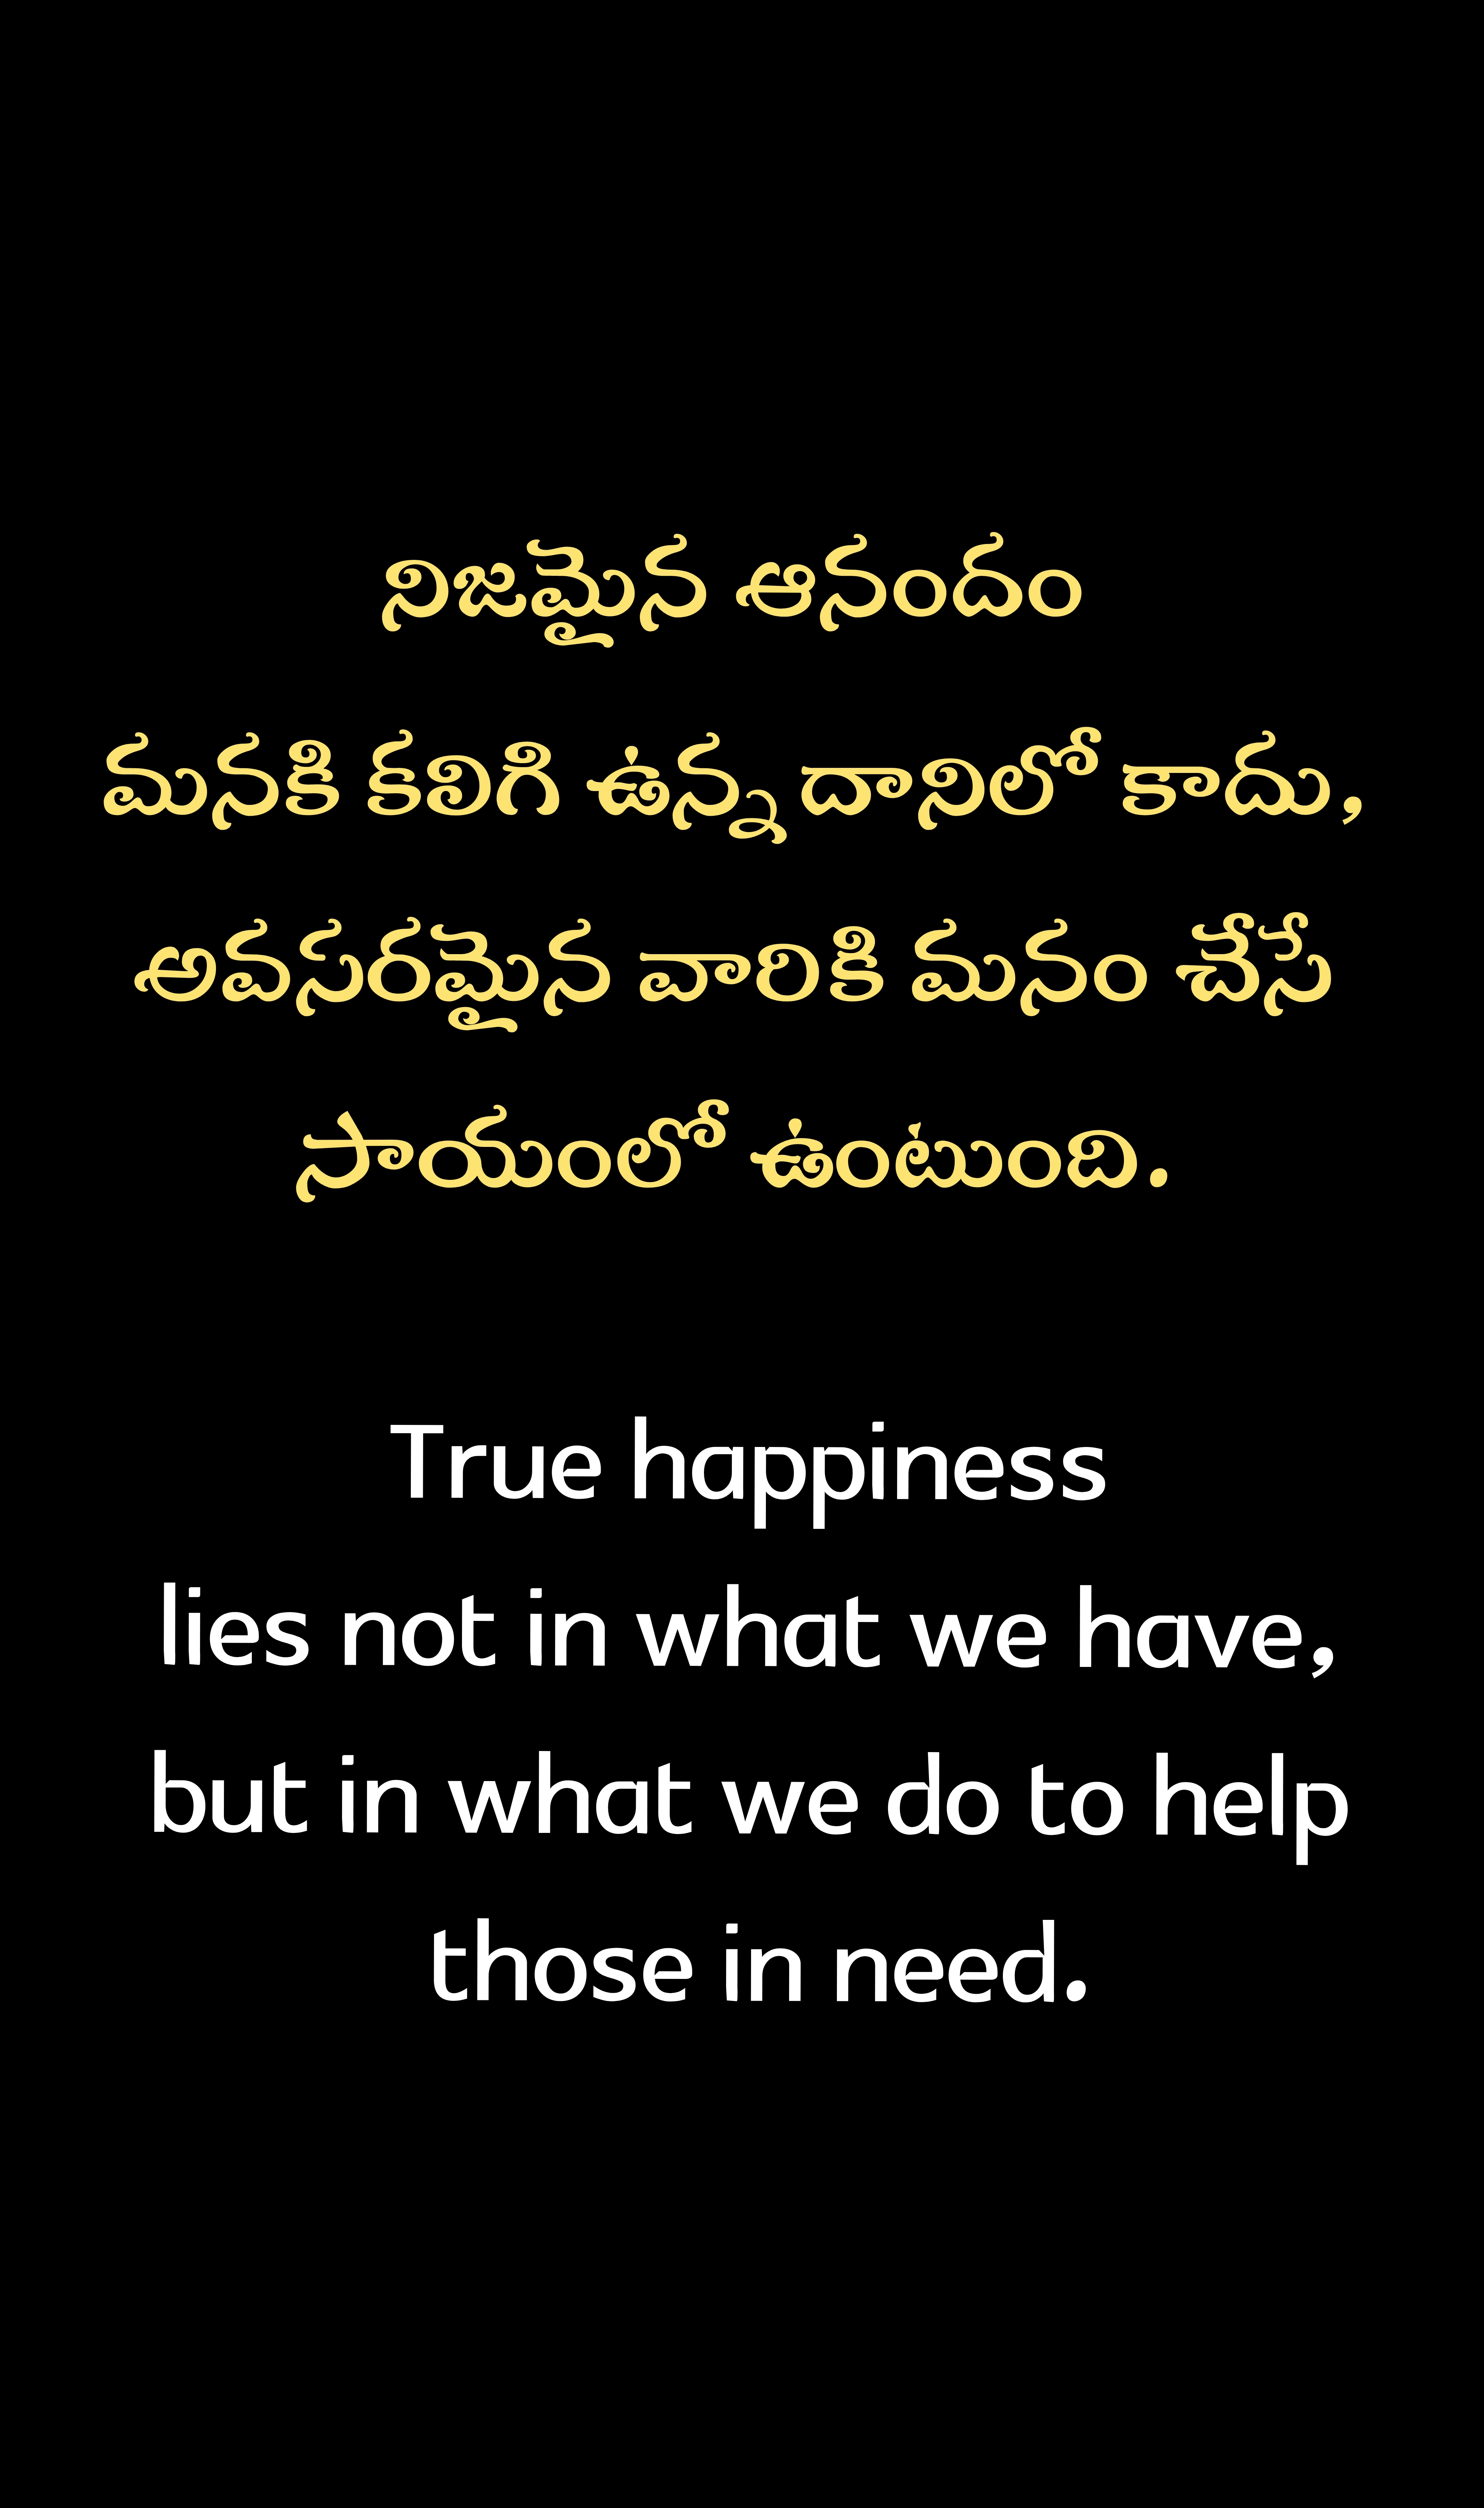 నిజమైన ఆనందం
మనకి కలిగి ఉన్న దానిలో కాదు,
అవసరమైన వారికి మనం చేసే
సాయంలో ఉంటుంది.
True happiness
lies not in what we have,
but in what we do to help
those in need.